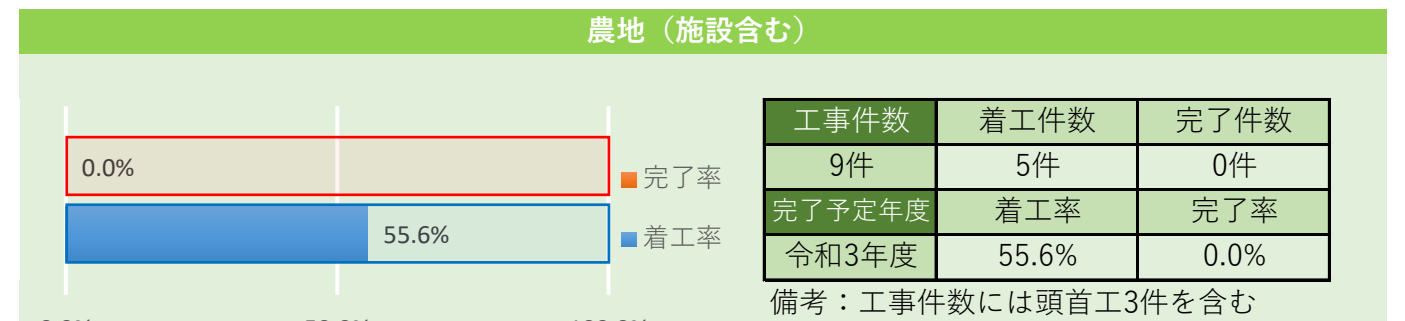 農地（施設含む）
0.0%
55.6%
完了率
着工率
工事件数 着工件数 完了件数
9件 5件 0件
完了予定年度 着工率 完了率
令和3年度 55.6% 0.0%
備考：工事件数には頭首工3件を含む